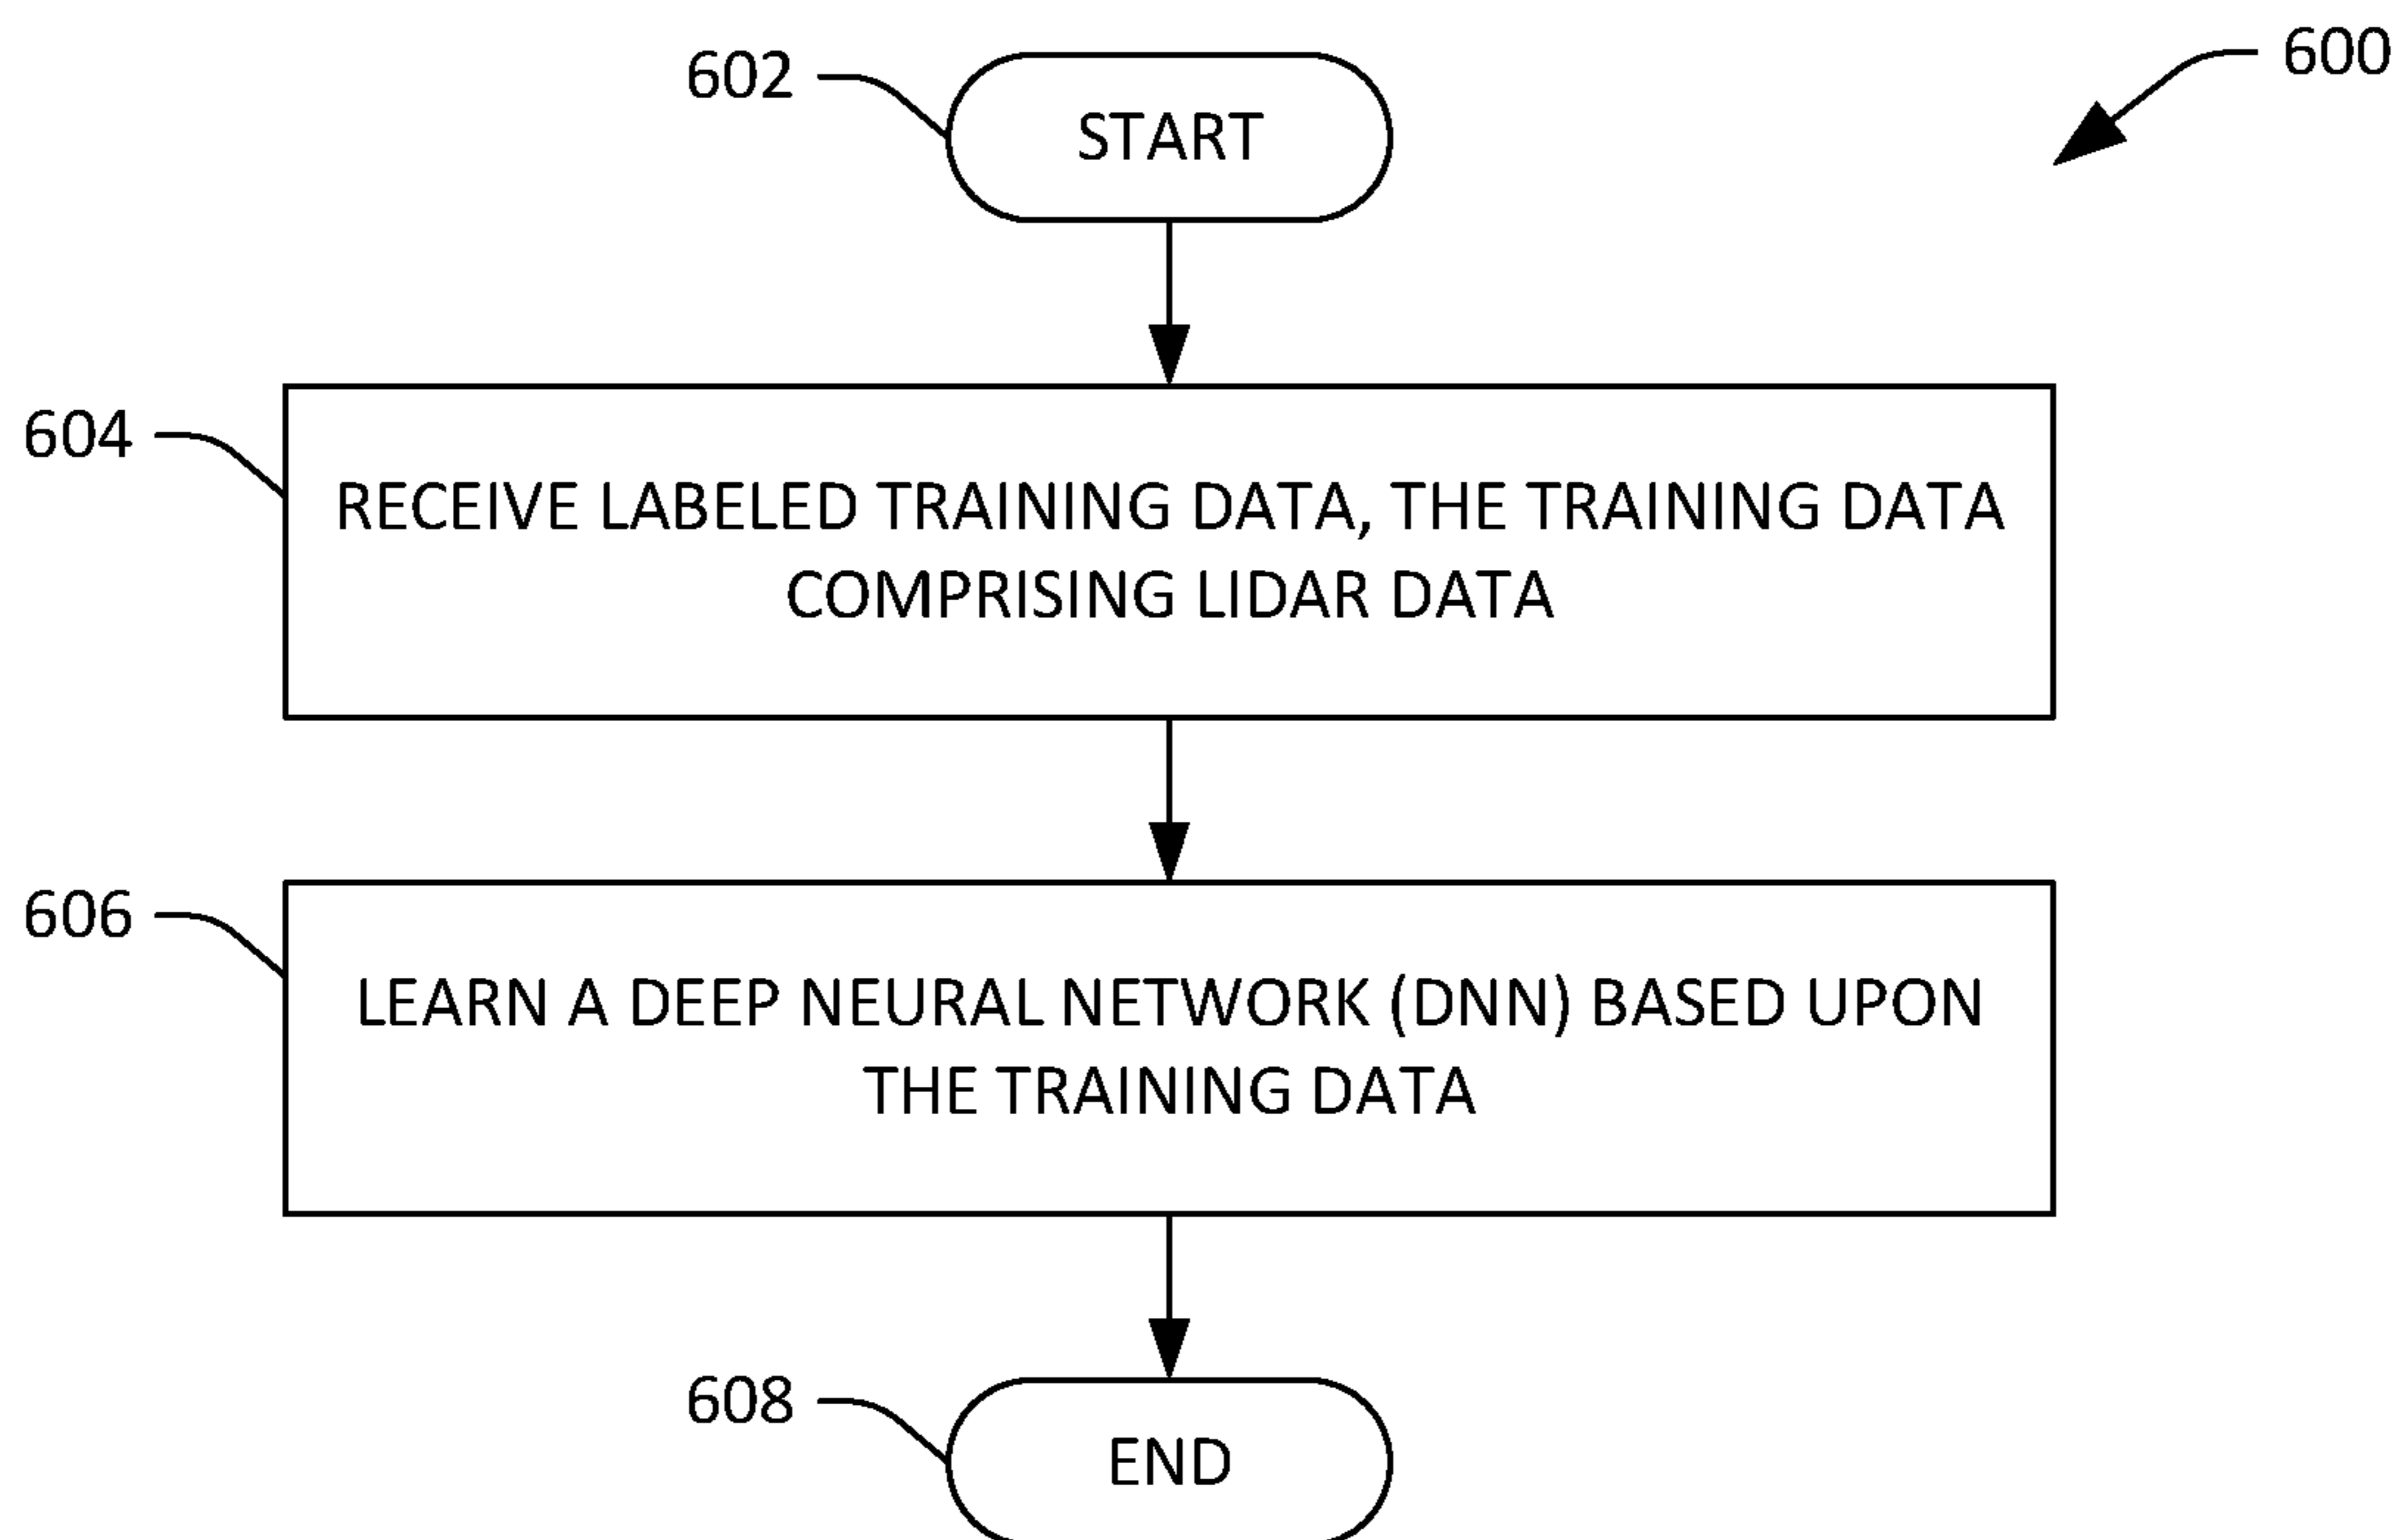 600
602
START
604
RECEIVE LABELED TRAINING DATA, THE TRAINING DATA
COMPRISING LIDAR DATA
606
LEARN A DEEP NEURAL NETWORK (DNN) BASED UPON
THE TRAINING DATA
608
END